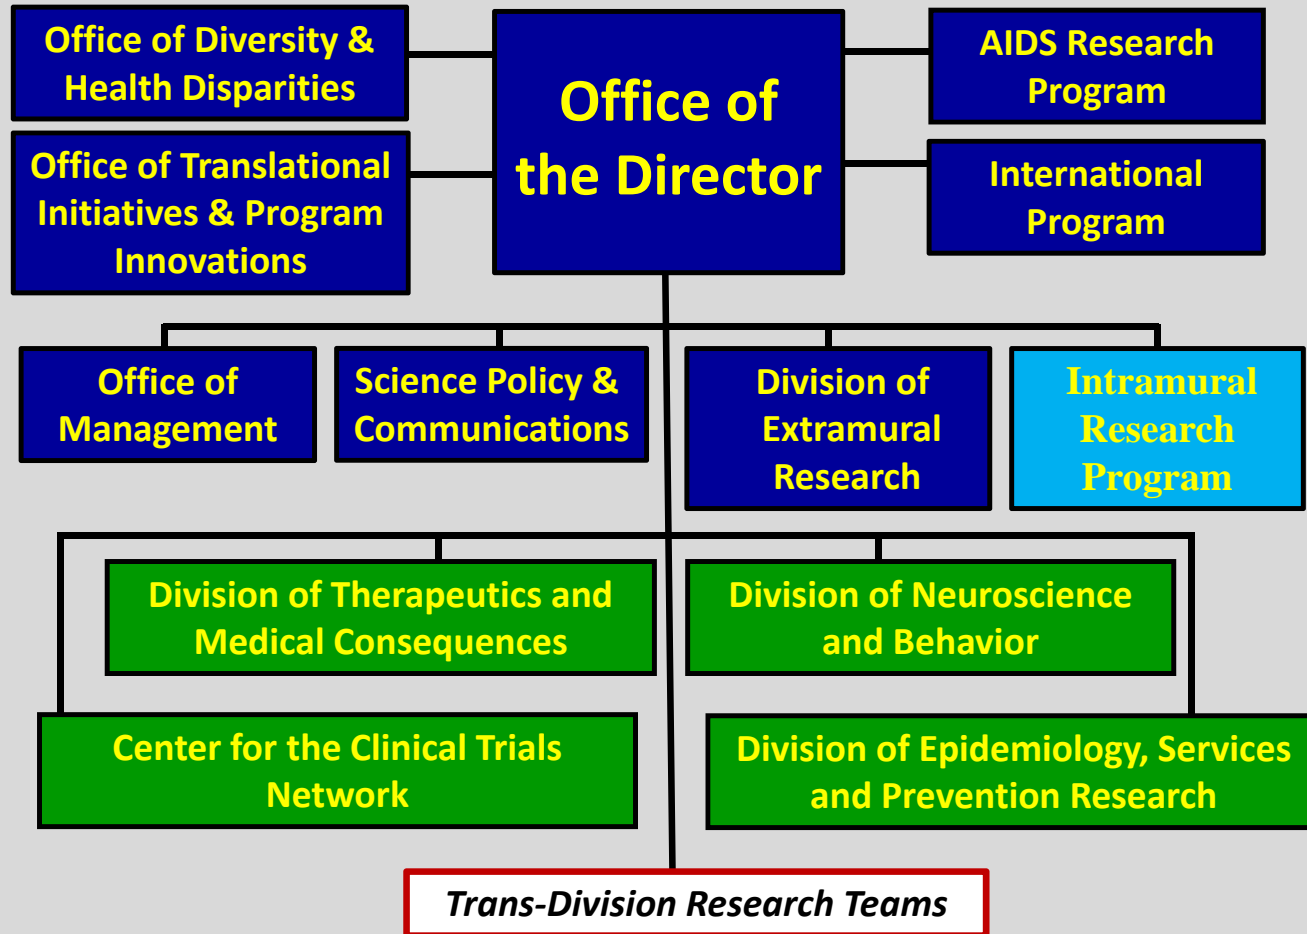 Office of Diversity &
Health Disparities
Office of
the Director
AIDS Research
Program
Office of Translational
Initiatives & Program
Innovations
International
Program
Office of
Management
Science Policy &
Communications
Division of
Extramural
Research
Intramural
Research
Program
Division of Therapeutics and
Medical Consequences
Division of Neuroscience
and Behavior
Center for the Clinical Trials
Network
Division of Epidemiology, Services
and Prevention Research
Trans-Division Research Teams